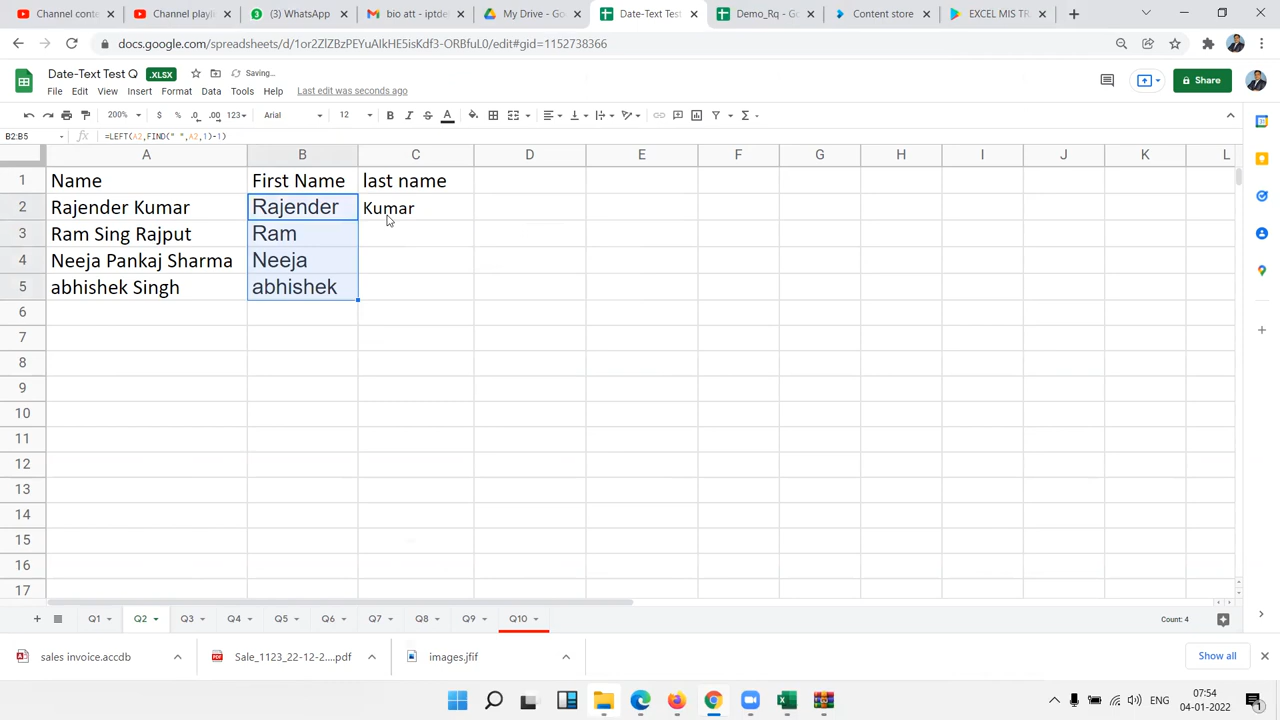 YouTube content
Channel playli
(3) WhatsApp
bio att - iptde
My Drive - Goo
Date-Text Test
Demo_Rq - Go
Content store
EXCEL MIS TR
docs.google.com/spreadsheets/d/1or2ZlZBzPEYuAIkHE5isKdf3-ORBfuL0/edit#gid=1152738366
Date-Text Test Q .XLSX Saving...
File Edit View Insert Format Data Tools Help Last edit was seconds ago
Share
200% $ % .0 .00 123 Arial 12 B I S A
B2:B5 fx =LEFT(A2,FIND(" ",A2,1)-1)
A B C D E F G H I J K L
1 Name First Name last name
2 Rajender Kumar Rajender Kumar
3 Ram Sing Rajput Ram
4 Neeja Pankaj Sharma Neeja
5 abhishek Singh abhishek
6
7
8
9
10
11
12
13
14
15
16
17
Q1 Q2 Q3 Q4 Q5 Q6 Q7 Q8 Q9 Q10 Count: 4
sales invoice.accdb Sale_1123_22-12-2....pdf images.jfif Show all
ENG 07:54
04-01-2022